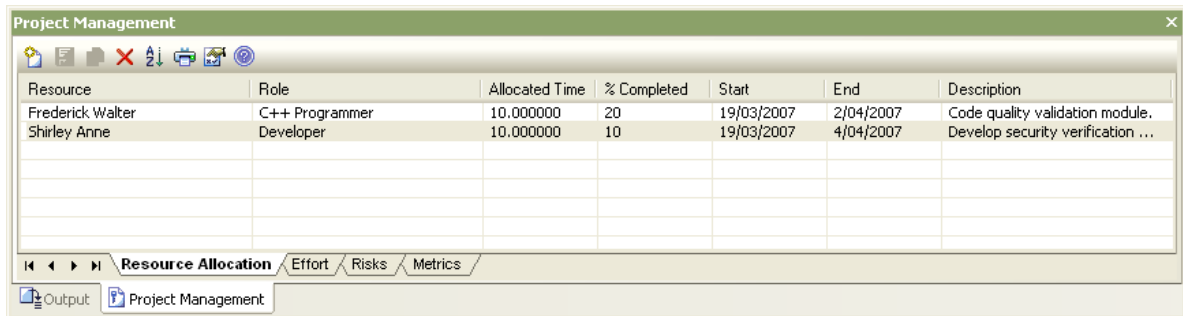 Project Management
Resource Role Allocated Time % Completed Start End Description
Frederick Walter C++ Programmer 10.000000 20 19/03/2007 2/04/2007 Code quality validation module.
Shirley Anne Developer 10.000000 10 19/03/2007 4/04/2007 Develop security verification ...
Resource Allocation Effort Risks Metrics
Output Project Management